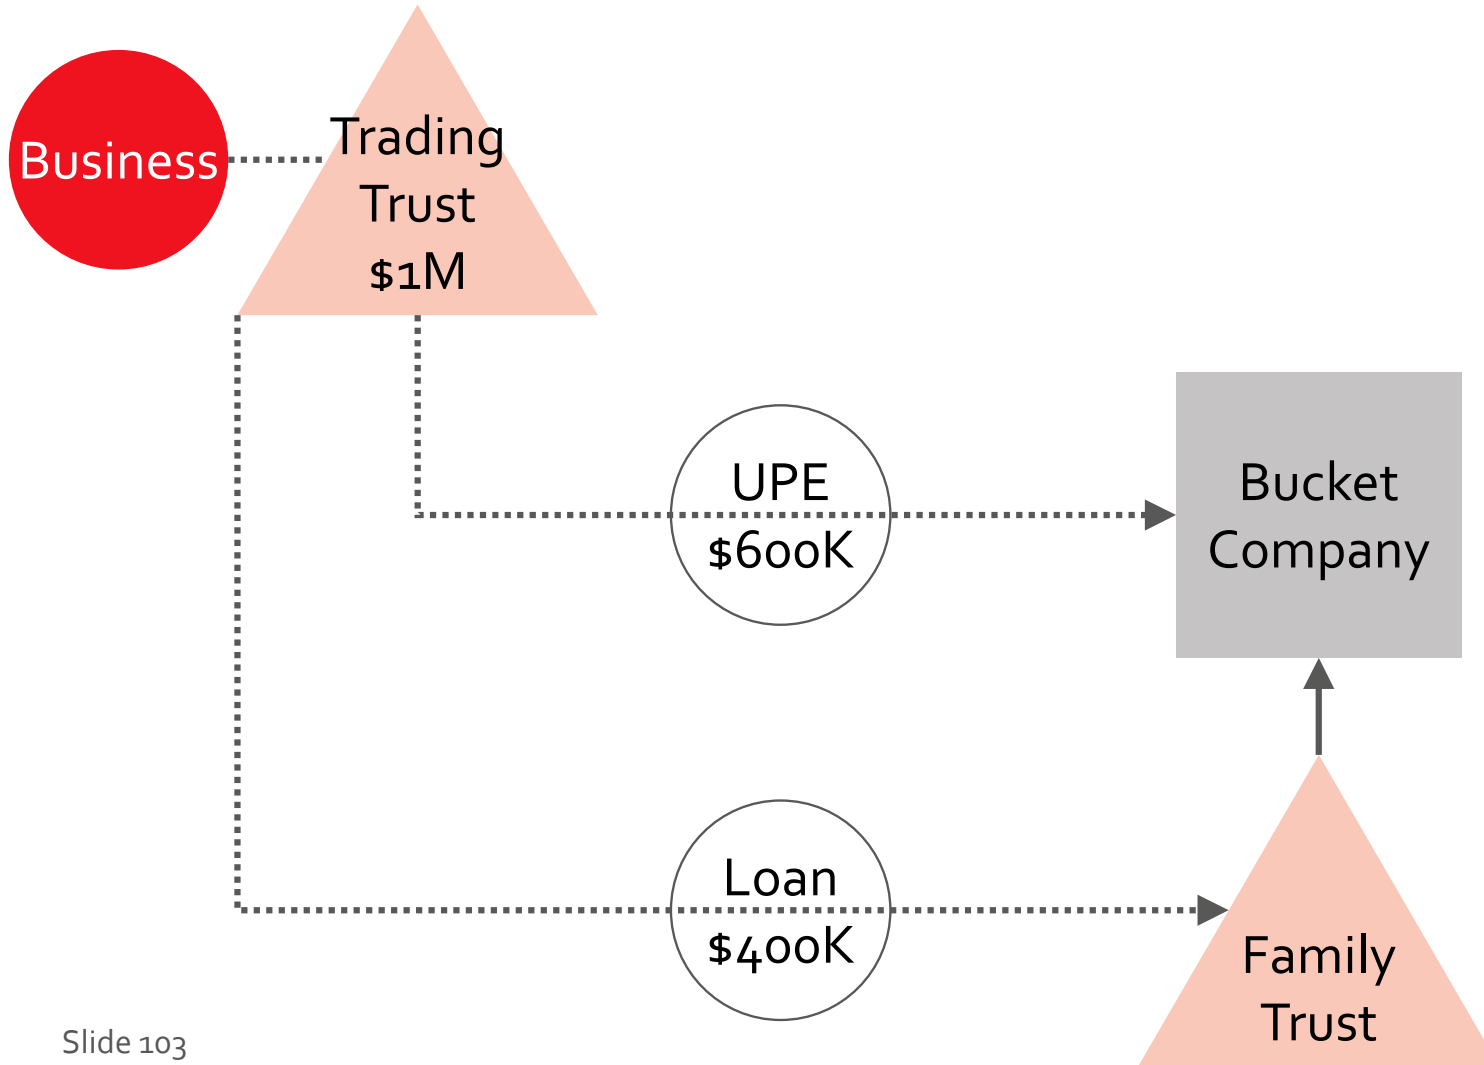 Business
Trading
Trust
$1M
UPE
$600K
Bucket
Company
Loan
$400K
Family
Trust
Slide 103